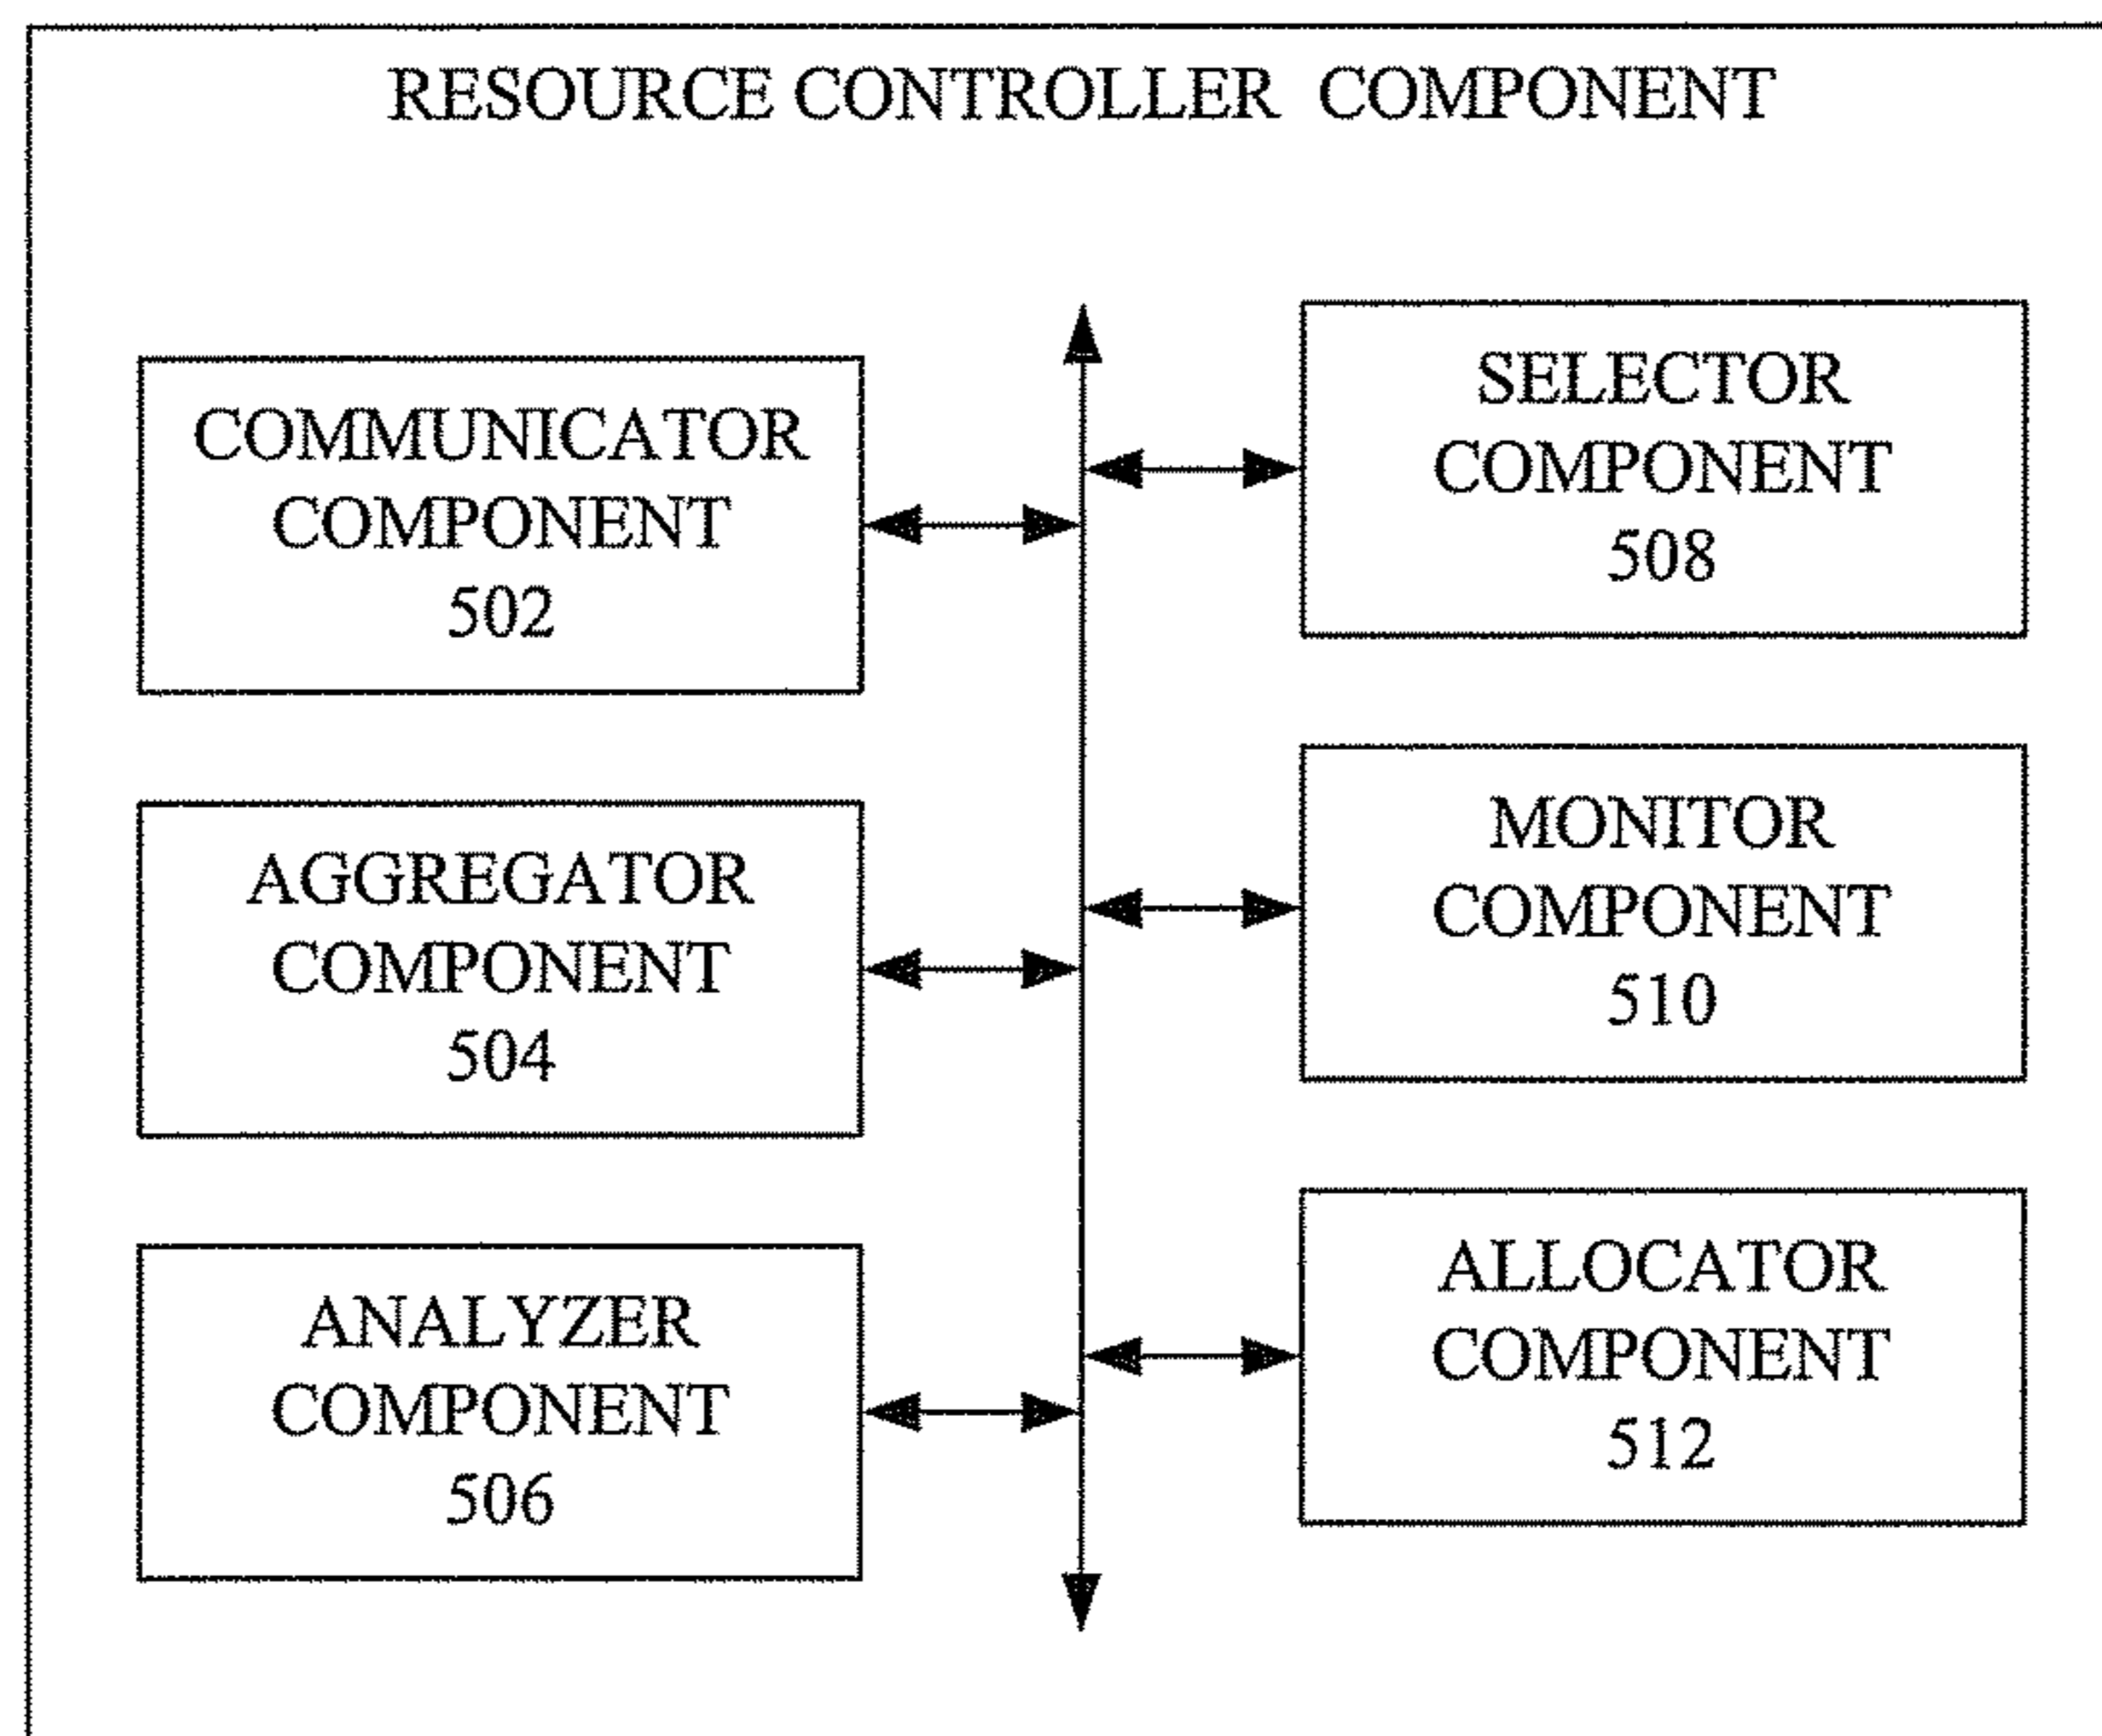 RESOURCE CONTROLLER COMPONENT
COMMUNICATOR
COMPONENT
502
AGGREGATOR
COMPONENT
504
ANALYZER
COMPONENT
506
SELECTOR
COMPONENT
508
MONITOR
COMPONENT
510
ALLOCATOR
COMPONENT
512